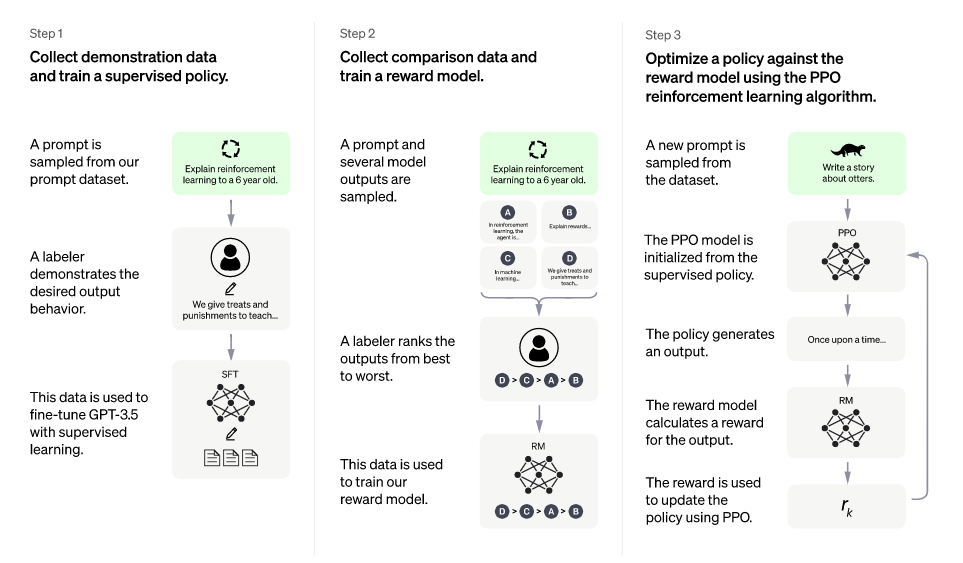 Step 1
Collect demonstration data
and train a supervised policy.
A prompt is
sampled from our
prompt dataset.
Explain reinforcement
learning to a 6 year old.
A labeler
demonstrates the
desired output
behavior.
We give treats and
punishments to teach...
This data is used to
fine-tune GPT-3.5
with supervised
learning.
SFT
Step 2
Collect comparison data and
train a reward model.
A prompt and
several model
outputs are
sampled.
Explain reinforcement
learning to a 6 year old.
A
In reinforcement
learning, the
agent is...
B
Explain rewards...
C
In machine
learning...
D
We give treats and
punishments to
teach...
A labeler ranks the
outputs from best
to worst.
D > C > A > B
This data is used
to train our
reward model.
RM
D > C > A > B
Step 3
Optimize a policy against the
reward model using the PPO
reinforcement learning algorithm.
A new prompt is
sampled from
the dataset.
Write a story
about otters.
The PPO model is
initialized from the
supervised policy.
PPO
The policy generates
an output.
Once upon a time...
The reward model
calculates a reward
for the output.
RM
The reward is used
to update the
policy using PPO.
rₖ